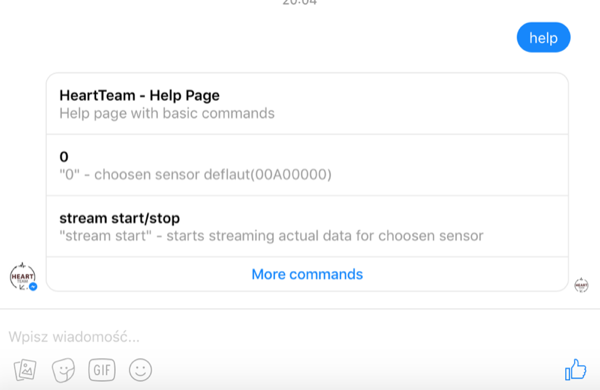 20:04
help
HeartTeam - Help Page
Help page with basic commands
0
"0" - choosen sensor deflaut(00A00000)
stream start/stop
"stream start" - starts streaming actual data for choosen sensor
More commands
HEART
TEAM
HEART
Wpisz wiadomość...
GIF